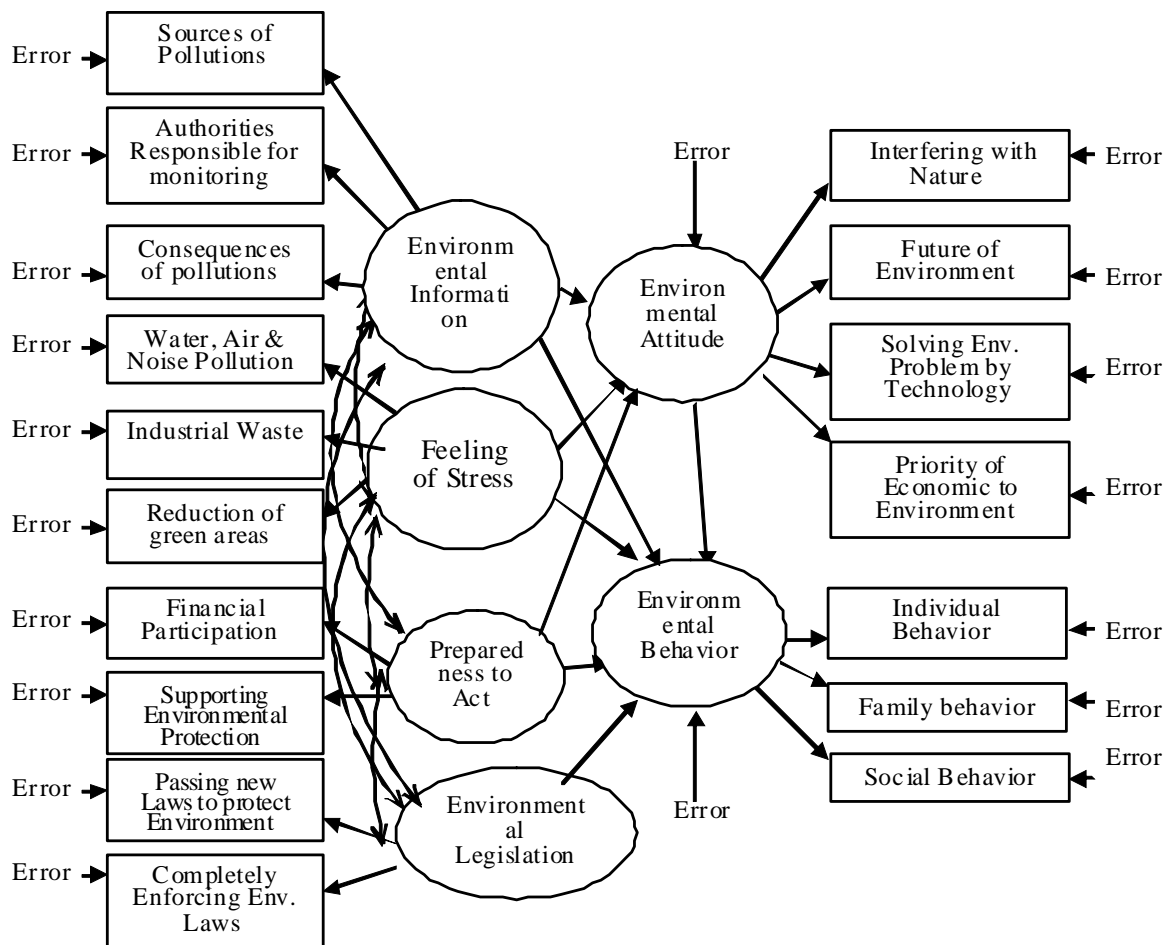 Error
Sources of
Pollutions
Error
Authorities
Responsible for
monitoring
Error
Consequences
of pollutions
Error
Water, Air &
Noise Pollution
Error
Industrial Waste
Error
Reduction of
green areas
Error
Financial
Participation
Error
Supporting
Environmental
Protection
Error
Passing new
Laws to protect
Environment
Error
Completely
Enforcing Env.
Laws
Environm
ental
Informati
on
Feeling
of Stress
Prepared
ness to
Act
Environment
al
Legislation
Error
Environ
mental
Attitude
Environm
ental
Behavior
Error
Interfering with
Nature
Error
Future of
Environment
Error
Solving Env.
Problem by
Technology
Error
Priority of
Economic to
Environment
Error
Individual
Behavior
Error
Family behavior
Error
Social Behavior
Error